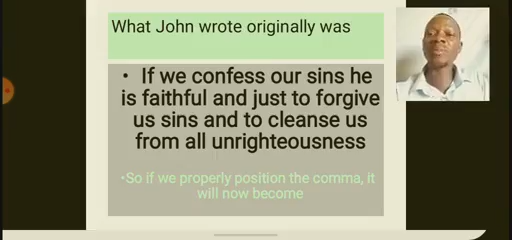 What John wrote originally was
• If we confess our sins he
is faithful and just to forgive
us sins and to cleanse us
from all unrighteousness
•So if we properly position the comma, it
will now become